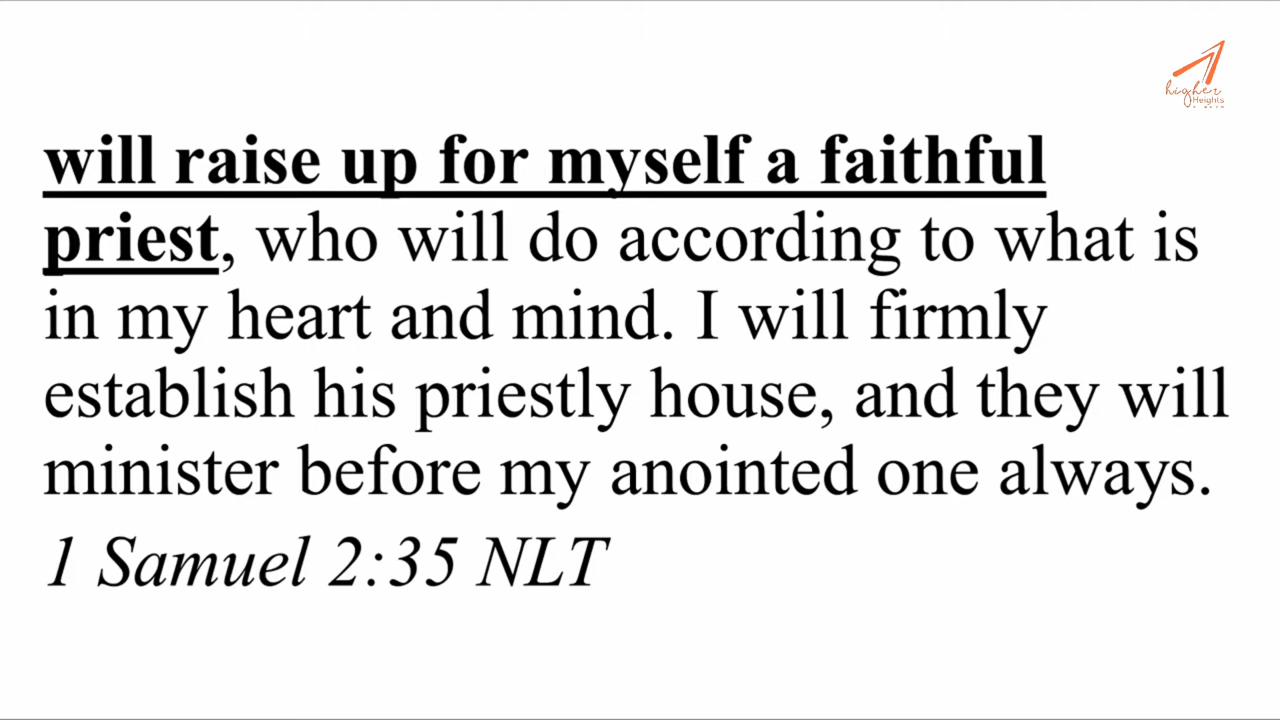 higher
Heights
will raise up for myself a faithful
priest, who will do according to what is
in my heart and mind. I will firmly
establish his priestly house, and they will
minister before my anointed one always.
1 Samuel 2:35 NLT